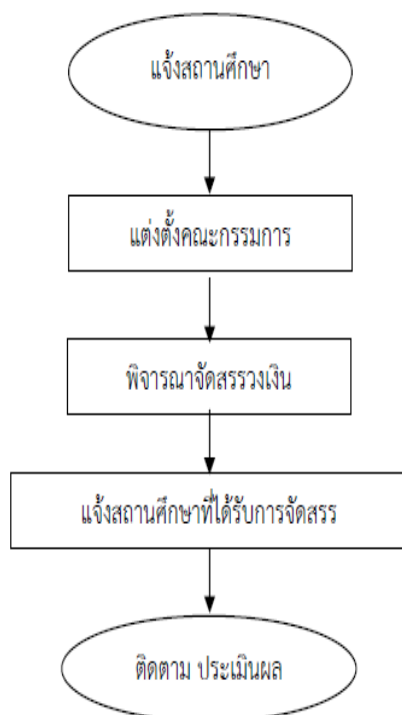 แจ้งสถานศึกษา
แต่งตั้งคณะกรรมการ
พิจารณาจัดสรรวงเงิน
แจ้งสถานศึกษาที่ได้รับการจัดสรร
ติดตาม ประเมินผล